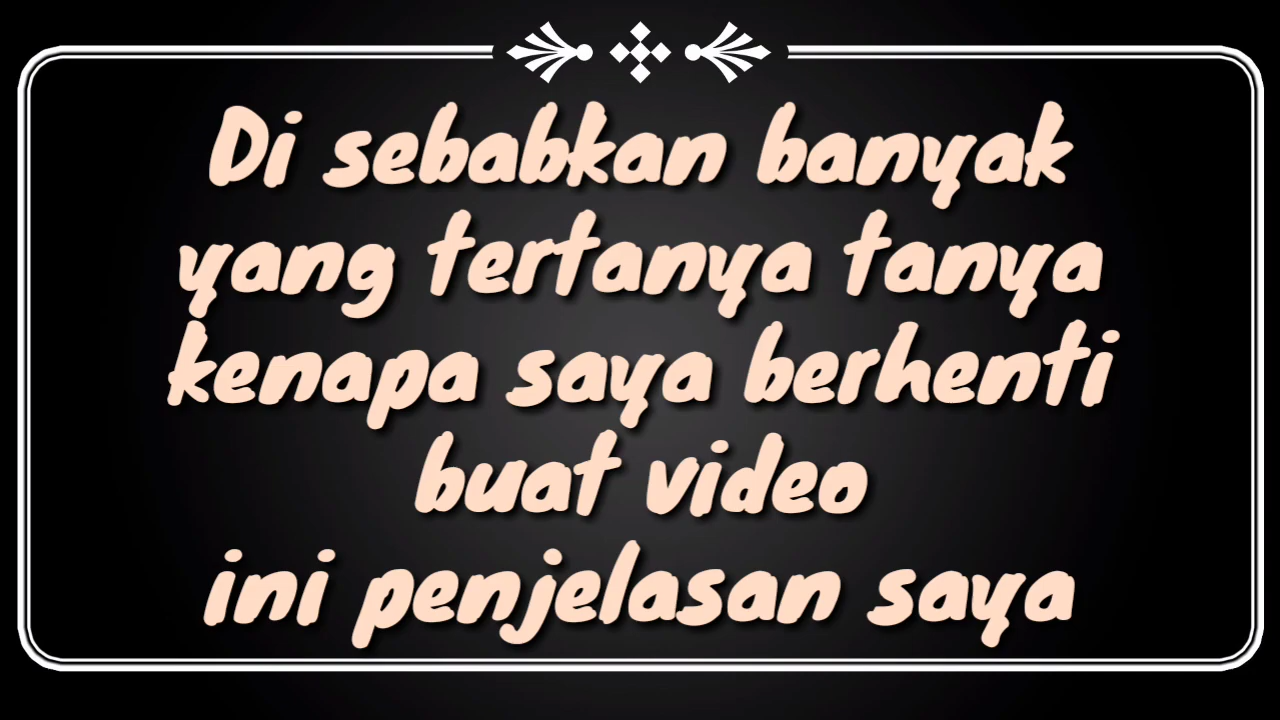 Di sebabkan banyak
yang tertanya tanya
kenapa saya berhenti
buat video
ini penjelasan saya